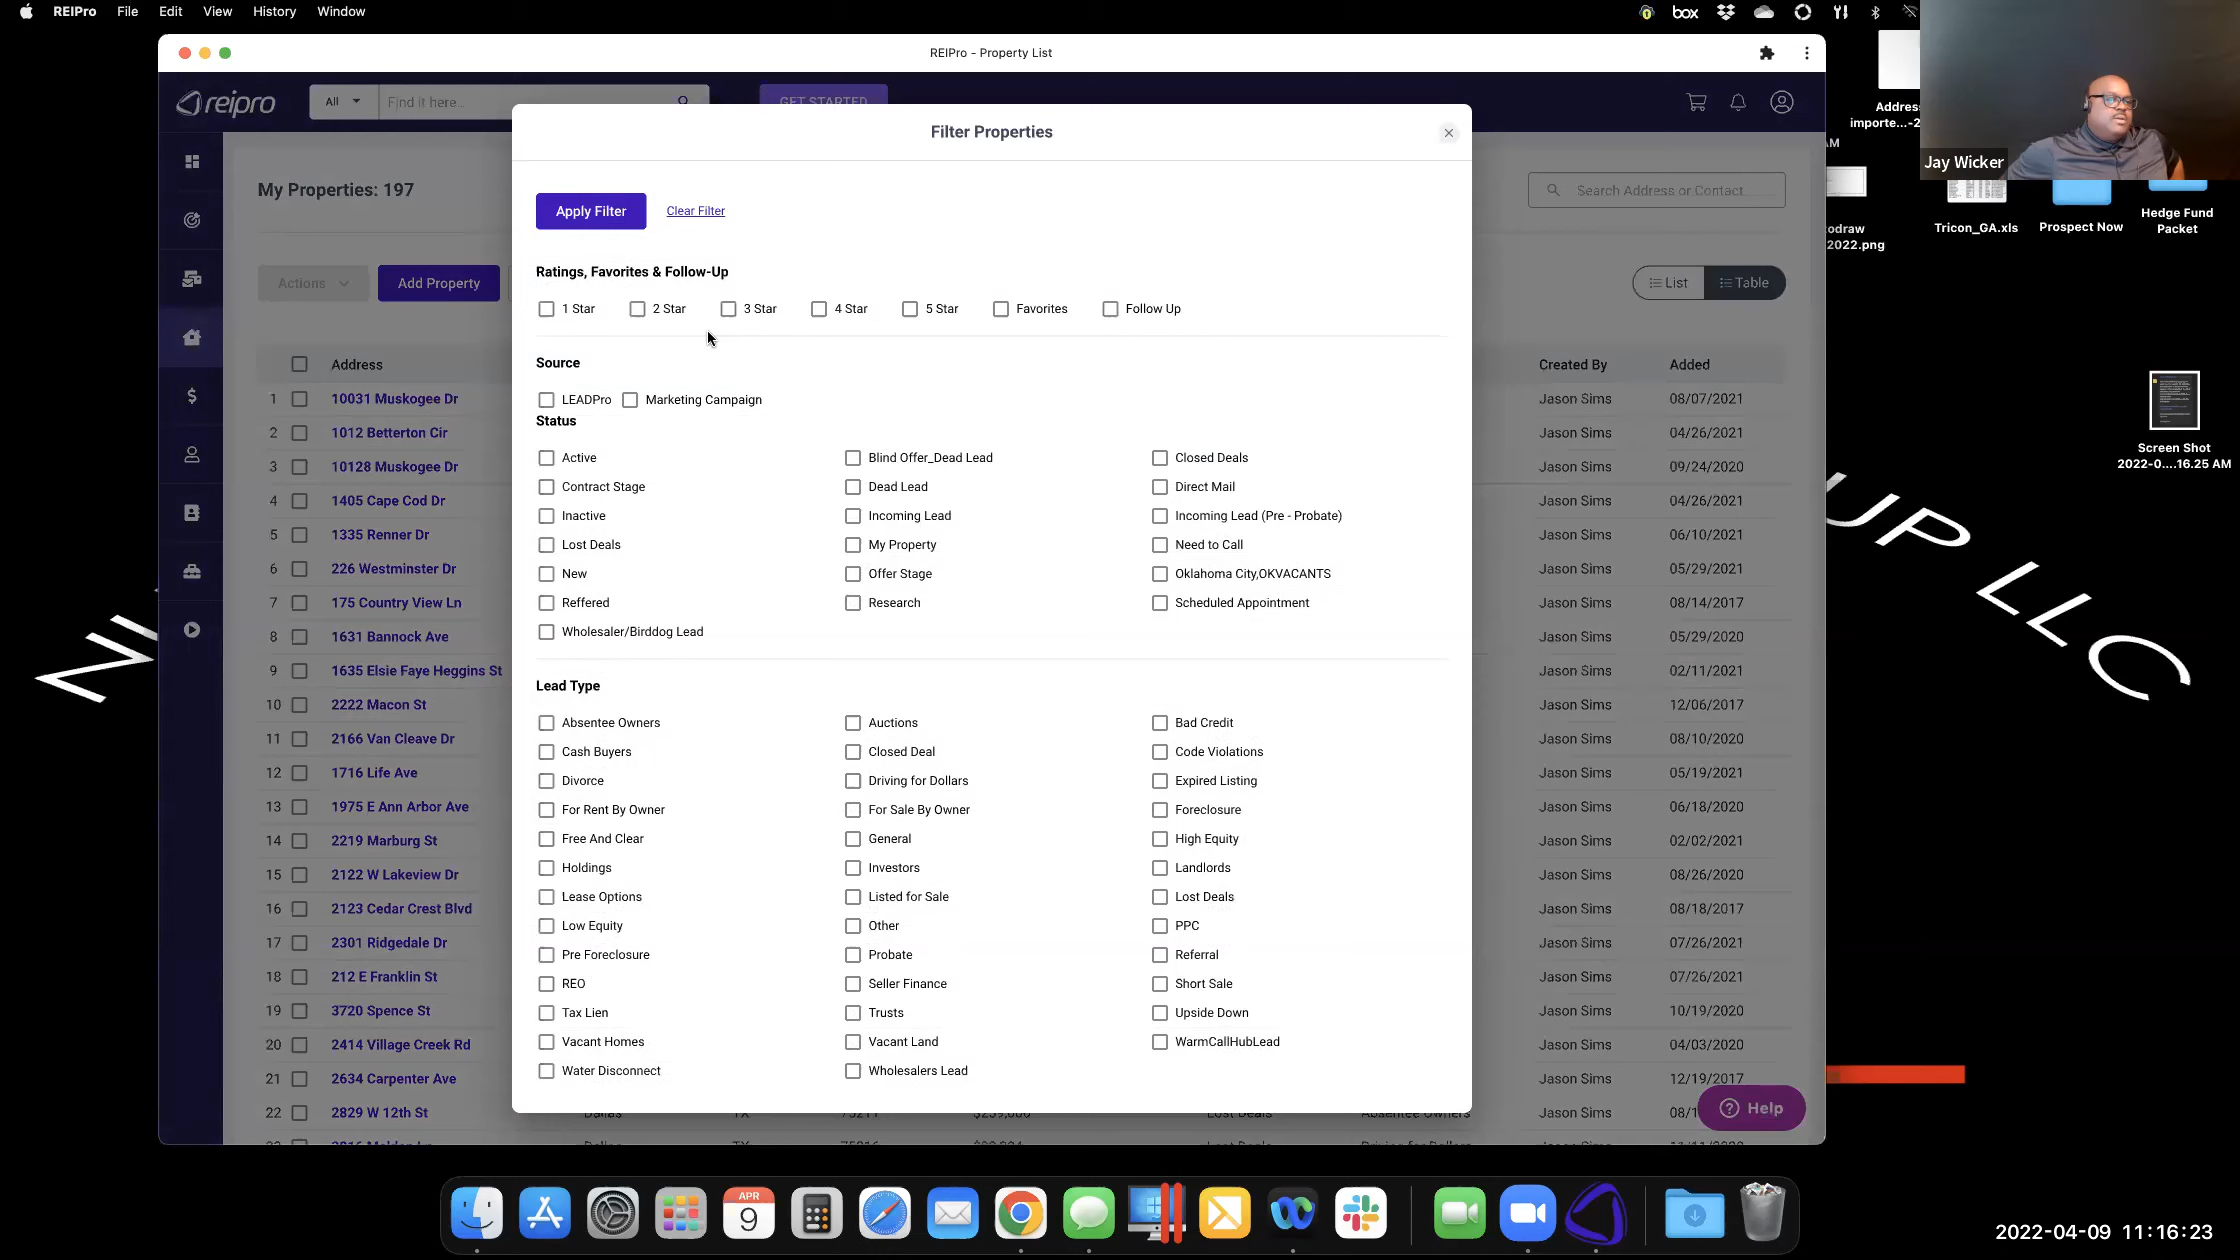 REIPro File Edit View History Window
box
REIPro - Property List
reipro All Find it here... GET STARTED
Filter Properties
My Properties: 197
Search Address or Contact
Apply Filter Clear Filter
Actions Add Property
List Table
Ratings, Favorites & Follow-Up
1 Star 2 Star 3 Star 4 Star 5 Star Favorites Follow Up
Source
LEADPro Marketing Campaign
Status
Active Blind Offer_Dead Lead Closed Deals
Contract Stage Dead Lead Direct Mail
Inactive Incoming Lead Incoming Lead (Pre - Probate)
Lost Deals My Property Need to Call
New Offer Stage Oklahoma City,OKVACANTS
Reffered Research Scheduled Appointment
Wholesaler/Birddog Lead
Lead Type
Absentee Owners Auctions Bad Credit
Cash Buyers Closed Deal Code Violations
Divorce Driving for Dollars Expired Listing
For Rent By Owner For Sale By Owner Foreclosure
Free And Clear General High Equity
Holdings Investors Landlords
Lease Options Listed for Sale Lost Deals
Low Equity Other PPC
Pre Foreclosure Probate Referral
REO Seller Finance Short Sale
Tax Lien Trusts Upside Down
Vacant Homes Vacant Land WarmCallHubLead
Water Disconnect Wholesalers Lead
Address Created By Added
1 10031 Muskogee Dr Jason Sims 08/07/2021
2 1012 Betterton Cir Jason Sims 04/26/2021
3 10128 Muskogee Dr Jason Sims 09/24/2020
4 1405 Cape Cod Dr Jason Sims 04/26/2021
5 1335 Renner Dr Jason Sims 06/10/2021
6 226 Westminster Dr Jason Sims 05/29/2021
7 175 Country View Ln Jason Sims 08/14/2017
8 1631 Bannock Ave Jason Sims 05/29/2020
9 1635 Elsie Faye Heggins St Jason Sims 02/11/2021
10 2222 Macon St Jason Sims 12/06/2017
11 2166 Van Cleave Dr Jason Sims 08/10/2020
12 1716 Life Ave Jason Sims 05/19/2021
13 1975 E Ann Arbor Ave Jason Sims 06/18/2020
14 2219 Marburg St Jason Sims 02/02/2021
15 2122 W Lakeview Dr Jason Sims 08/26/2020
16 2123 Cedar Crest Blvd Jason Sims 08/18/2017
17 2301 Ridgedale Dr Jason Sims 07/26/2021
18 212 E Franklin St Jason Sims 07/26/2021
19 3720 Spence St Jason Sims 10/19/2020
20 2414 Village Creek Rd Jason Sims 04/03/2020
21 2634 Carpenter Ave Jason Sims 12/19/2017
22 2829 W 12th St Dallas TX Lost Deals Absentee Owners Jason Sims 08/1
Help
Addres
importe...-2
AM
Jay Wicker
odraw
2022.png
Tricon_GA.xls
Prospect Now
Hedge Fund
Packet
Screen Shot
2022-0....16.25 AM
UP LLC
APR
9
2022-04-09 11:16:23